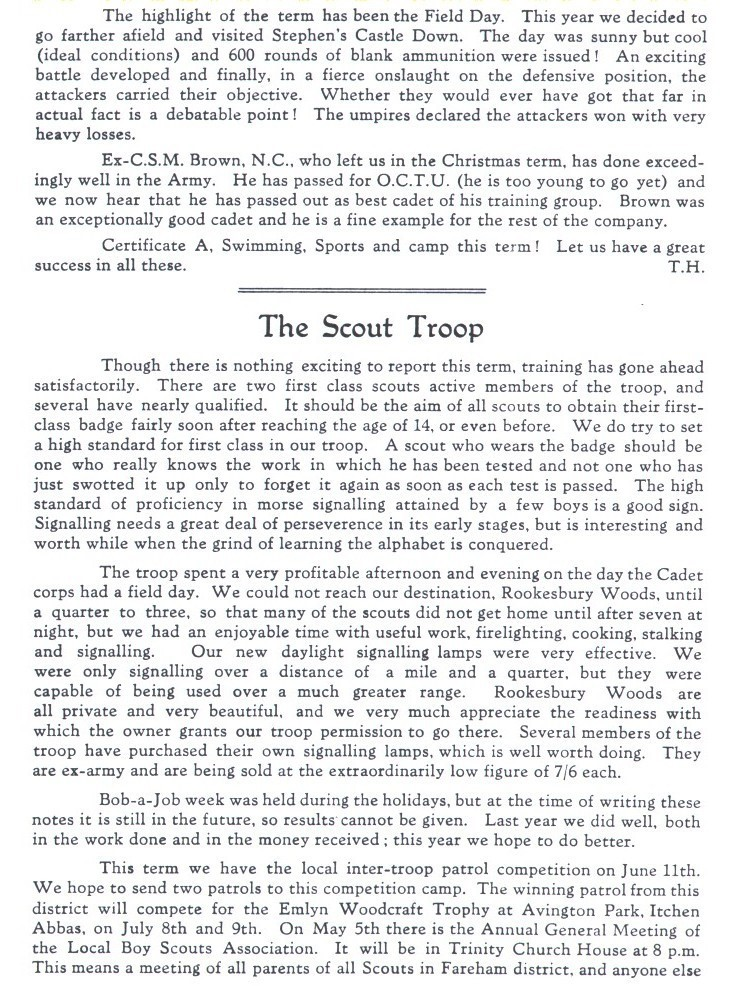 The highlight of the term has been the Field Day. This year we decided to
go farther afield and visited Stephen's Castle Down. The day was sunny but cool
(ideal conditions) and 600 rounds of blank ammunition were issued! An exciting
battle developed and finally, in a fierce onslaught on the defensive position, the
attackers carried their objective. Whether they would ever have got that far in
actual fact is a debatable point! The umpires declared the attackers won with very
heavy losses.
Ex-C.S.M. Brown, N.C., who left us in the Christmas term, has done exceed-
ingly well in the Army. He has passed for O.C.T.U. (he is too young to go yet) and
we now hear that he has passed out as best cadet of his training group. Brown was
an exceptionally good cadet and he is a fine example for the rest of the company.
Certificate A, Swimming, Sports and camp this term! Let us have a great
success in all these. T.H.
The Scout Troop
Though there is nothing exciting to report this term, training has gone ahead
satisfactorily. There are two first class scouts active members of the troop, and
several have nearly qualified. It should be the aim of all scouts to obtain their first-
class badge fairly soon after reaching the age of 14, or even before. We do try to set
a high standard for first class in our troop. A scout who wears the badge should be
one who really knows the work in which he has been tested and not one who has
just swotted it up only to forget it again as soon as each test is passed. The high
standard of proficiency in morse signalling attained by a few boys is a good sign.
Signalling needs a great deal of perseverence in its early stages, but is interesting and
worth while when the grind of learning the alphabet is conquered.
The troop spent a very profitable afternoon and evening on the day the Cadet
corps had a field day. We could not reach our destination, Rookesbury Woods, until
a quarter to three, so that many of the scouts did not get home until after seven at
night, but we had an enjoyable time with useful work, firelighting, cooking, stalking
and signalling. Our new daylight signalling lamps were very effective. We
were only signalling over a distance of a mile and a quarter, but they were
capable of being used over a much greater range. Rookesbury Woods are
all private and very beautiful, and we very much appreciate the readiness with
which the owner grants our troop permission to go there. Several members of the
troop have purchased their own signalling lamps, which is well worth doing. They
are ex-army and are being sold at the extraordinarily low figure of 7/6 each.
Bob-a-Job week was held during the holidays, but at the time of writing these
notes it is still in the future, so results cannot be given. Last year we did well, both
in the work done and in the money received; this year we hope to do better.
This term we have the local inter-troop patrol competition on June 11th.
We hope to send two patrols to this competition camp. The winning patrol from this
district will compete for the Emlyn Woodcraft Trophy at Avington Park, Itchen
Abbas, on July 8th and 9th. On May 5th there is the Annual General Meeting of
the Local Boy Scouts Association. It will be in Trinity Church House at 8 p.m.
This means a meeting of all parents of all Scouts in Fareham district, and anyone else